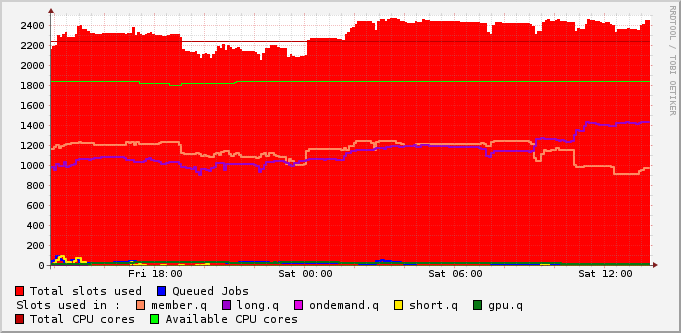 RRDTOOL / TOBI OETIKER
2400
2200
2000
1800
1600
1400
1200
1000
800
600
400
200
0
Fri 18:00 Sat 00:00 Sat 06:00 Sat 12:00
Total slots used Queued Jobs
Slots used in : member.q long.q ondemand.q short.q gpu.q
Total CPU cores Available CPU cores